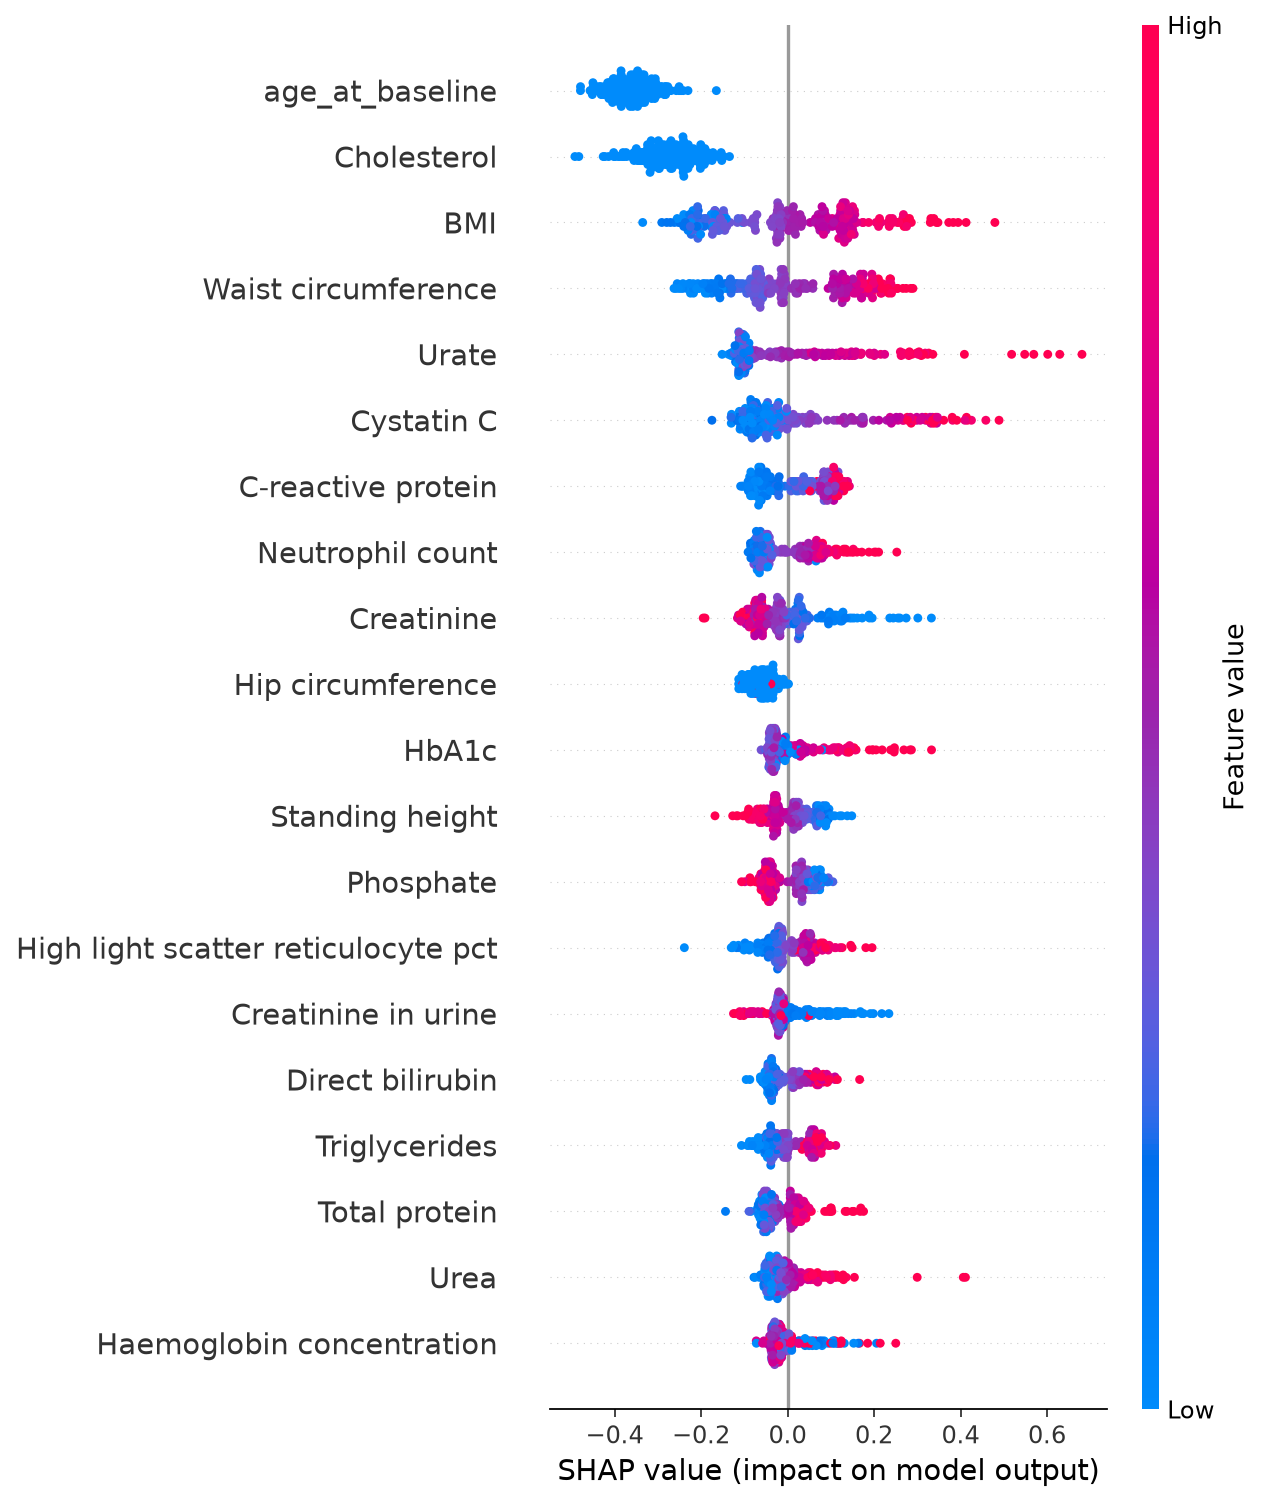 High
age_at_baseline
Cholesterol
BMI
Waist circumference
Urate
Cystatin C
C-reactive protein
Neutrophil count
Creatinine
Hip circumference
HbA1c
Standing height
Phosphate
High light scatter reticulocyte pct
Creatinine in urine
Direct bilirubin
Triglycerides
Total protein
Urea
Haemoglobin concentration
Feature value
Low
−0.4 −0.2 0.0 0.2 0.4 0.6
SHAP value (impact on model output)